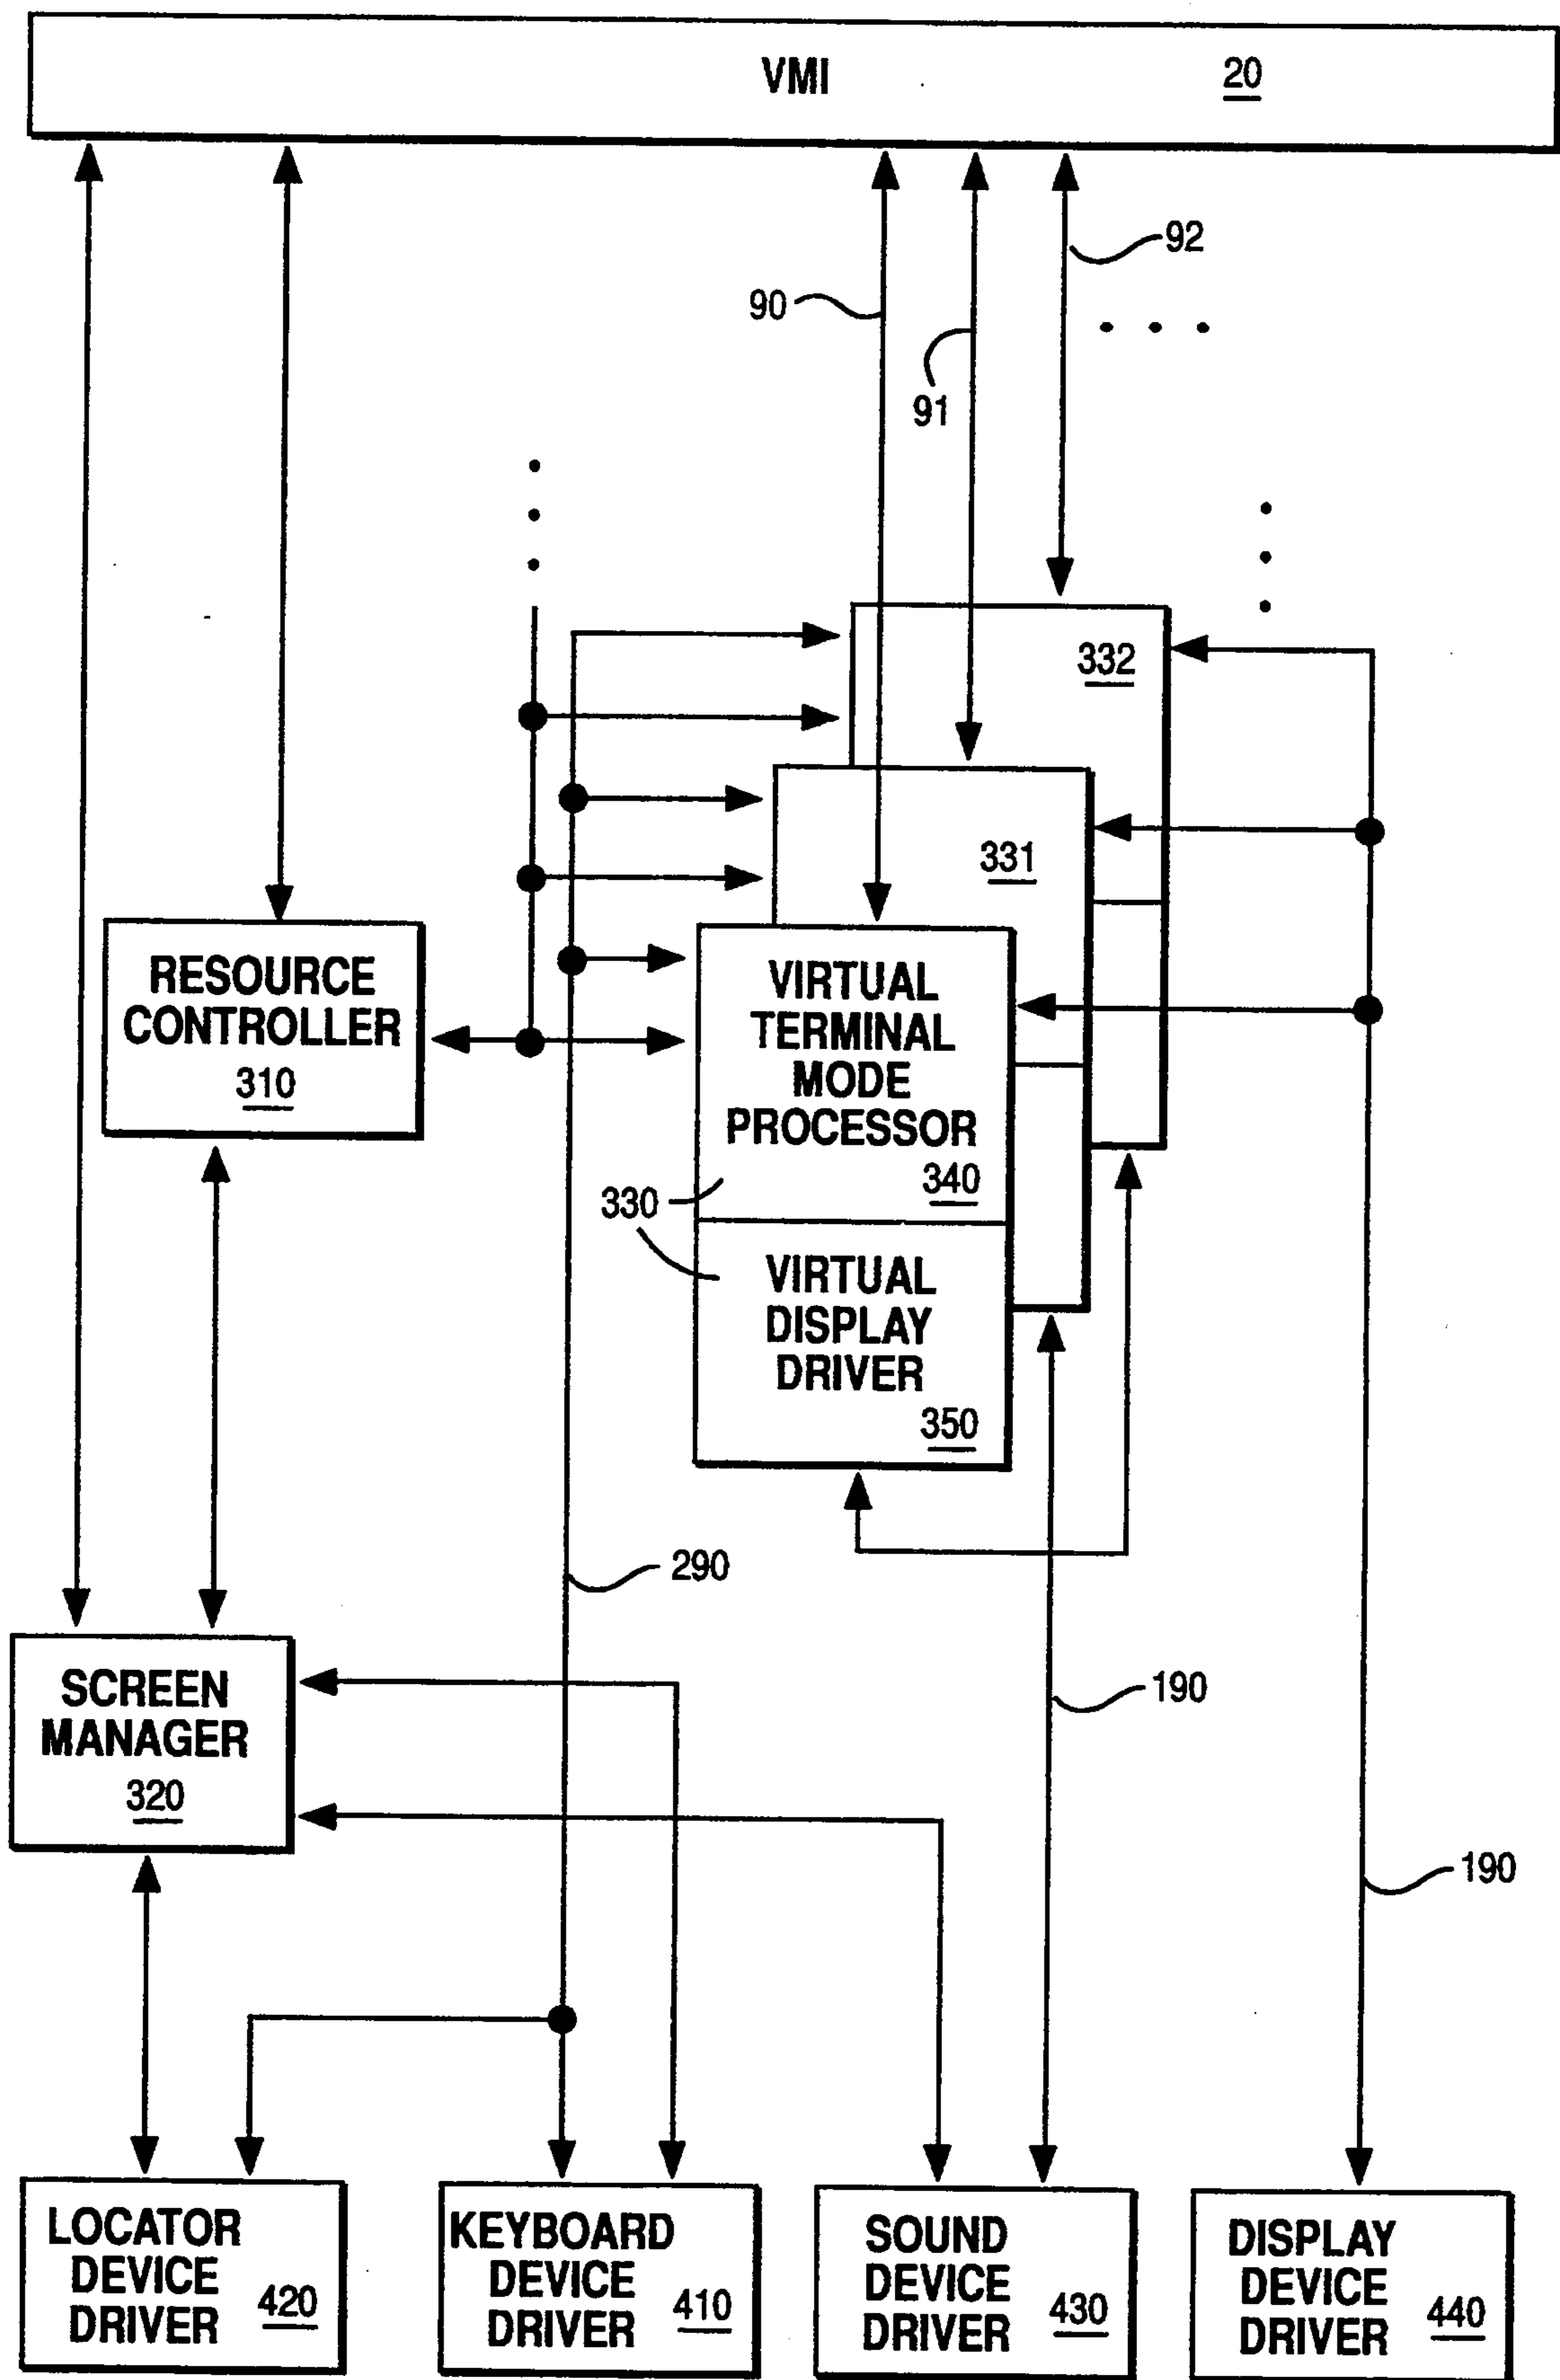 VMI 20
92
90
91
332
331
RESOURCE
CONTROLLER
310
VIRTUAL
TERMINAL
MODE
PROCESSOR
340
330
VIRTUAL
DISPLAY
DRIVER
350
290
190
SCREEN
MANAGER
320
190
LOCATOR
DEVICE
DRIVER 420
KEYBOARD
DEVICE
DRIVER 410
SOUND
DEVICE
DRIVER 430
DISPLAY
DEVICE
DRIVER 440